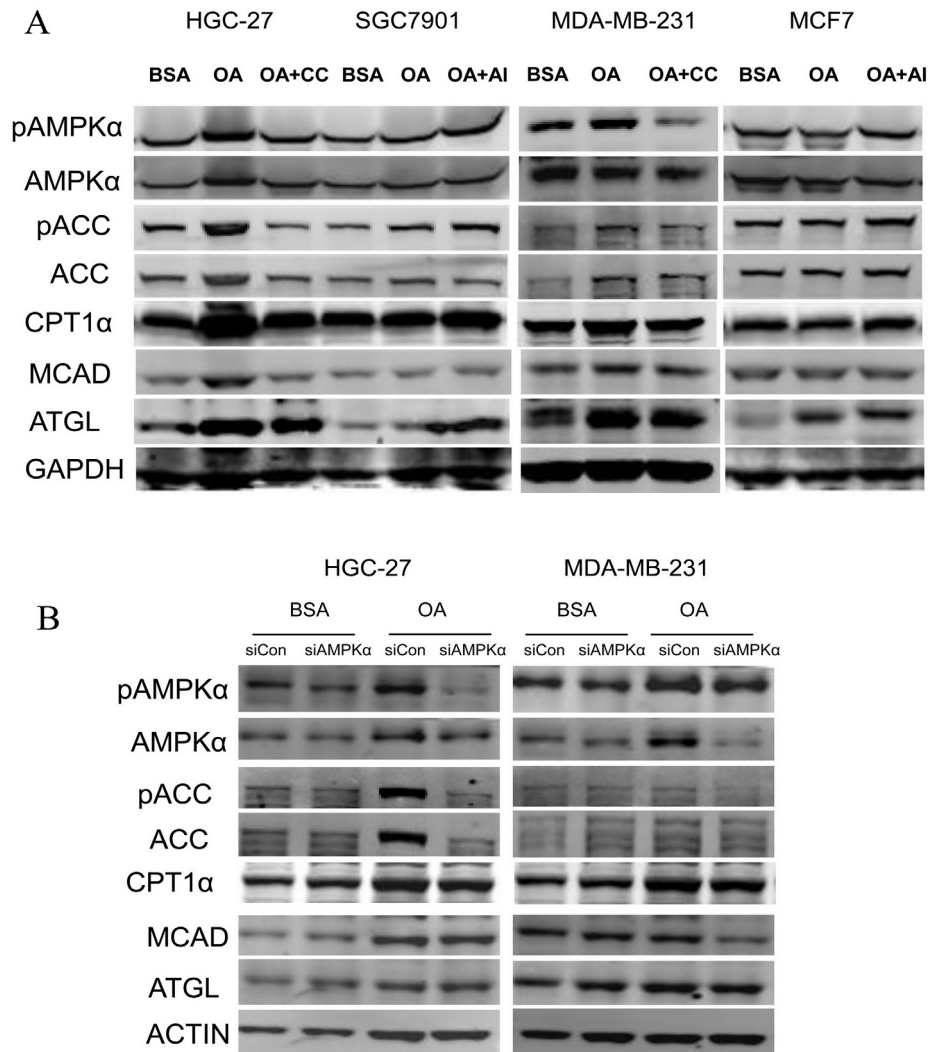 A HGC-27 SGC7901 MDA-MB-231 MCF7
BSA OA OA+CC BSA OA OA+AI BSA OA OA+CC BSA OA OA+AI
pAMPKα
AMPKα
pACC
ACC
CPT1α
MCAD
ATGL
GAPDH
HGC-27 MDA-MB-231
B BSA OA BSA OA
siCon siAMPKα siCon siAMPKα siCon siAMPKα siCon siAMPKα
pAMPKα
AMPKα
pACC
ACC
CPT1α
MCAD
ATGL
ACTIN